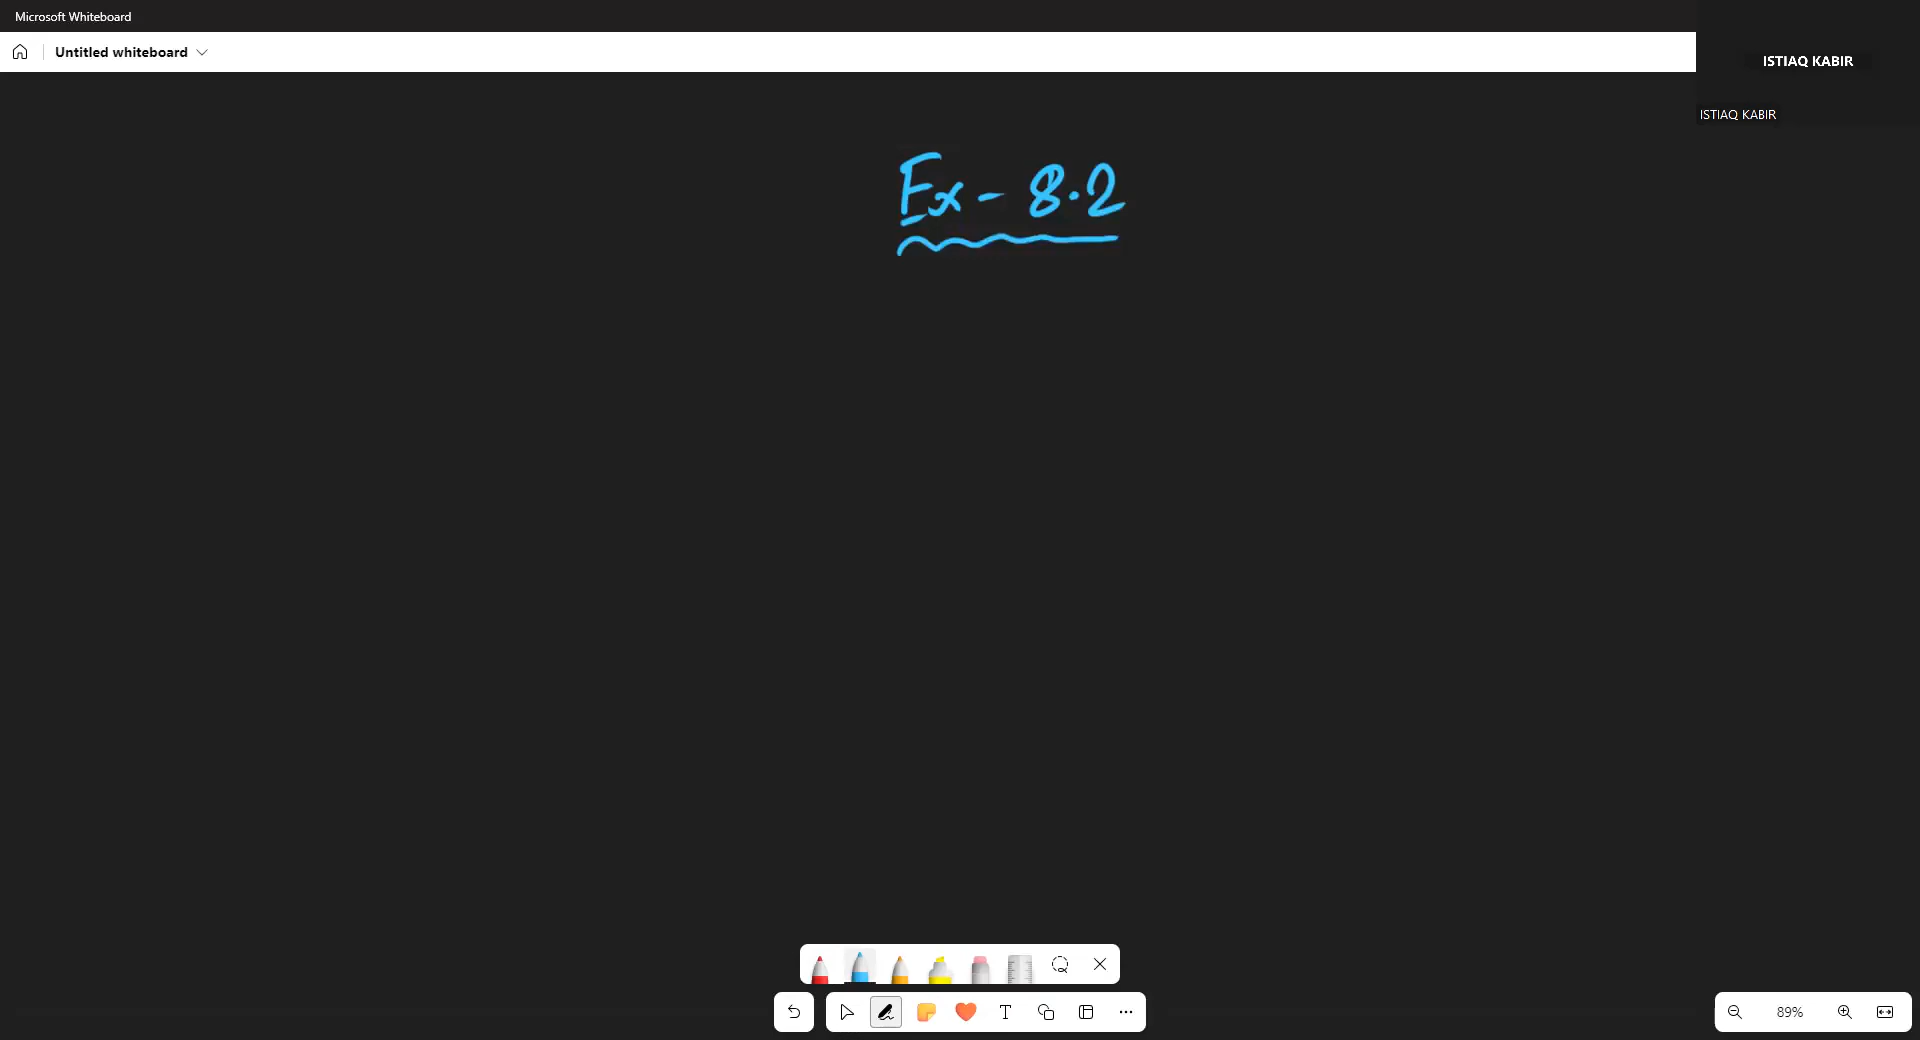 Microsoft Whiteboard
Untitled whiteboard
ISTIAQ KABIR
ISTIAQ KABIR
Ex - 8.2
T
89%